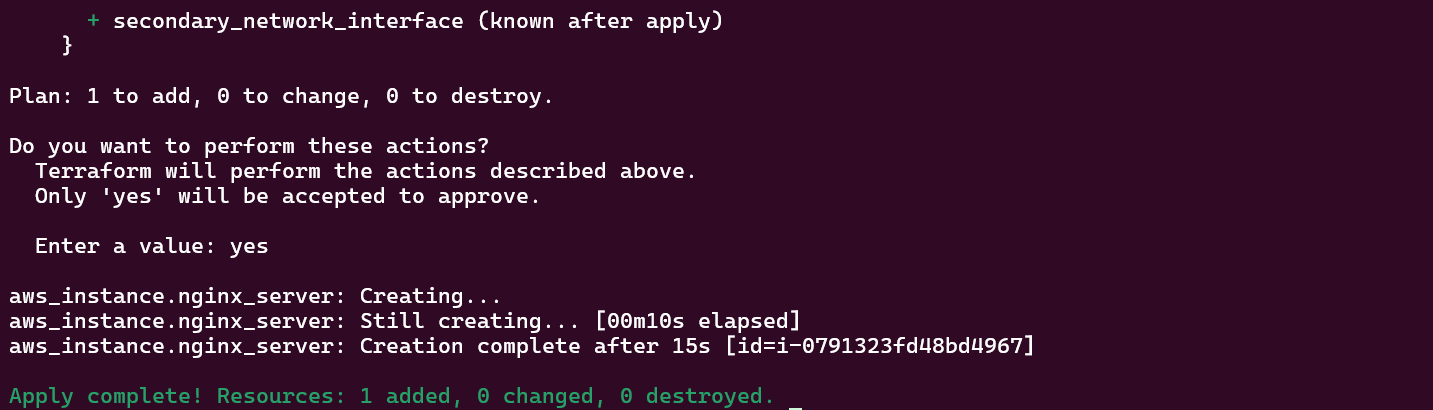 + secondary_network_interface (known after apply)
}
Plan: 1 to add, 0 to change, 0 to destroy.
Do you want to perform these actions?
Terraform will perform the actions described above.
Only 'yes' will be accepted to approve.
Enter a value: yes
aws_instance.nginx_server: Creating...
aws_instance.nginx_server: Still creating... [00m10s elapsed]
aws_instance.nginx_server: Creation complete after 15s [id=i-0791323fd48bd4967]
Apply complete! Resources: 1 added, 0 changed, 0 destroyed.